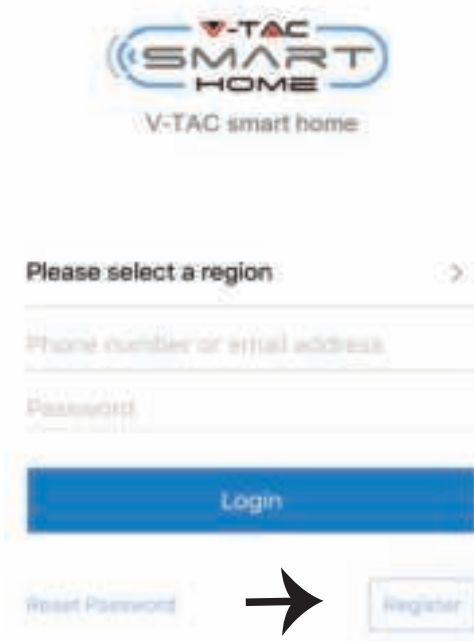 V-TAC
SMART
HOME
V-TAC smart home
Please select a region >
Phone number or email address
Password
Login
Reset Password Register